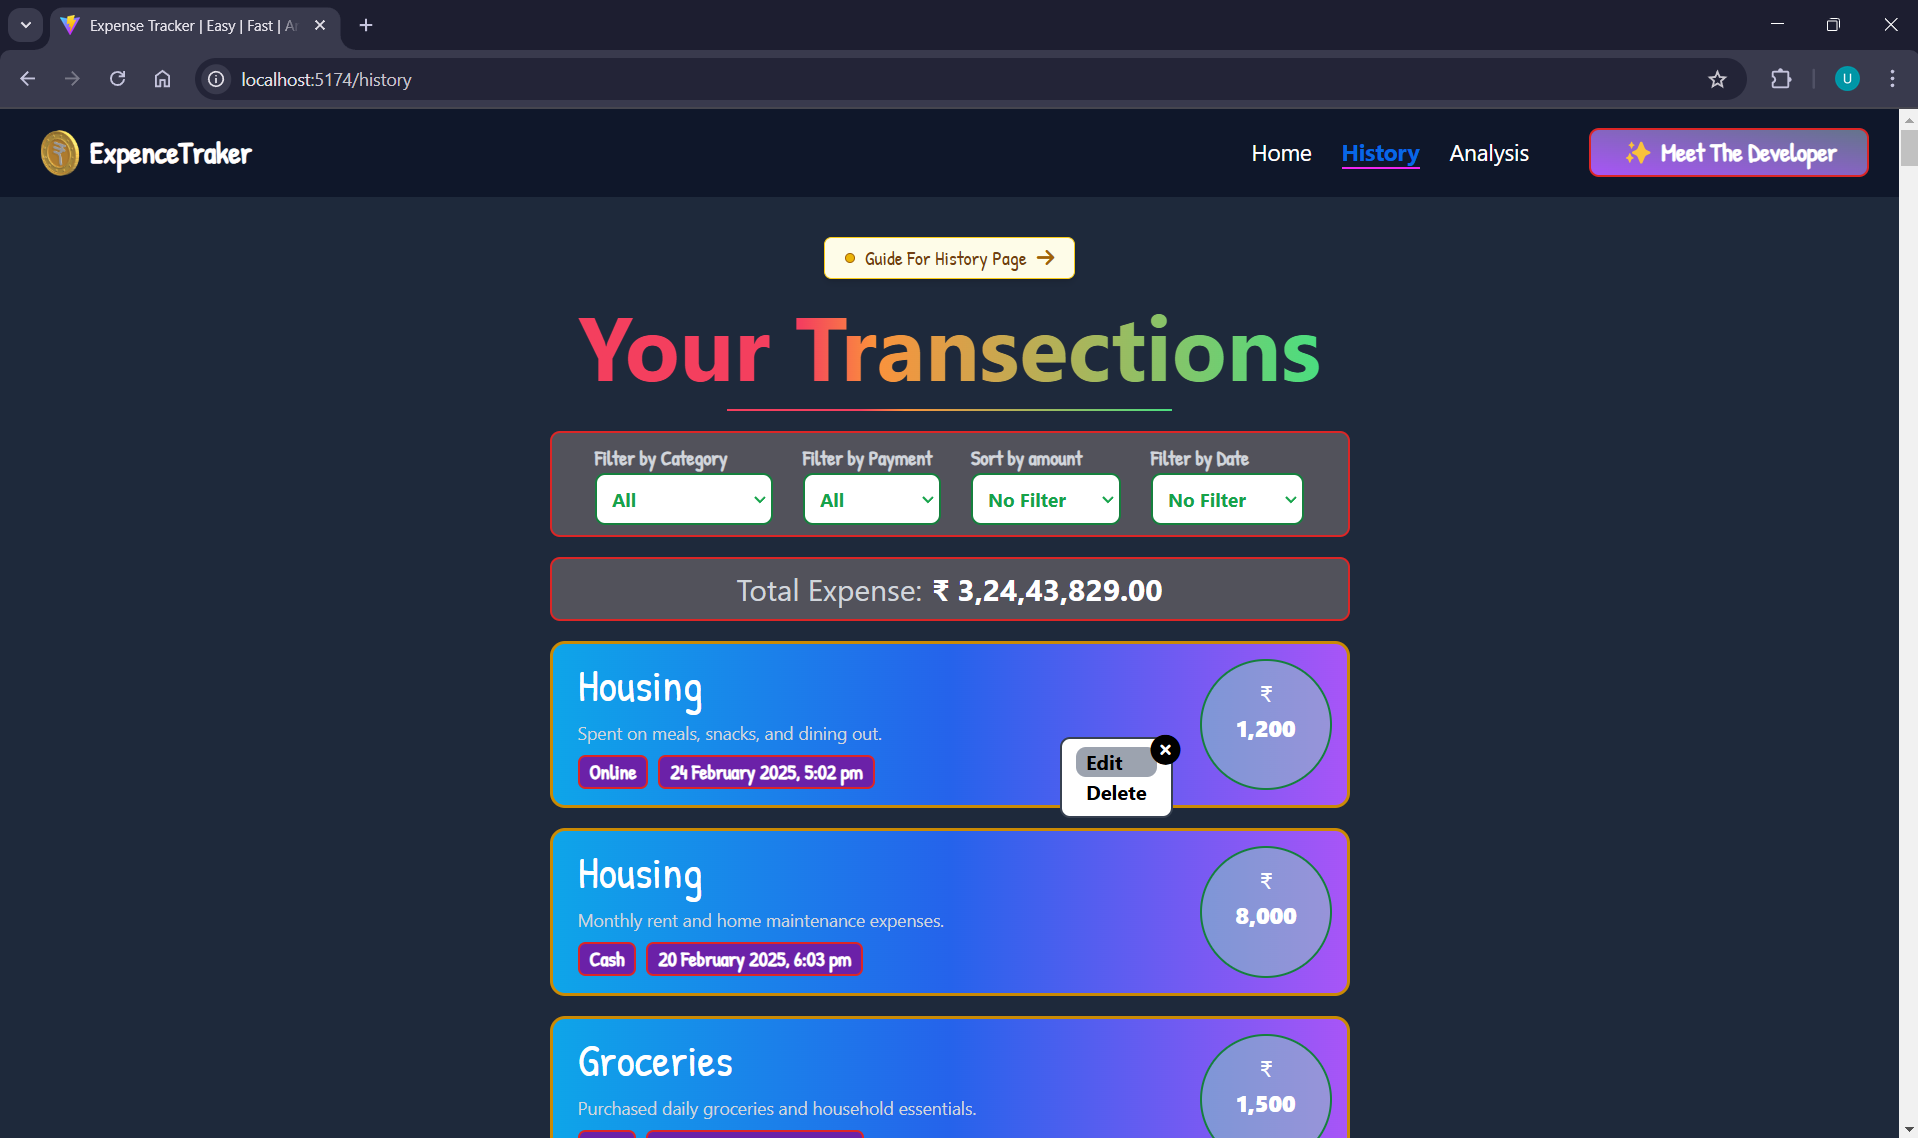 Expense Tracker | Easy | Fast | Ar
localhost:5174/history
U
ExpenceTraker
Home
History
Analysis
✨ Meet The Developer
Guide For History Page →
Your Transections
Filter by Category
Filter by Payment
Sort by amount
Filter by Date
All
All
No Filter
No Filter
Total Expense: ₹ 3,24,43,829.00
Housing
Spent on meals, snacks, and dining out.
Online
24 February 2025, 5:02 pm
Edit
Delete
₹
1,200
Housing
Monthly rent and home maintenance expenses.
Cash
20 February 2025, 6:03 pm
₹
8,000
Groceries
Purchased daily groceries and household essentials.
₹
1,500